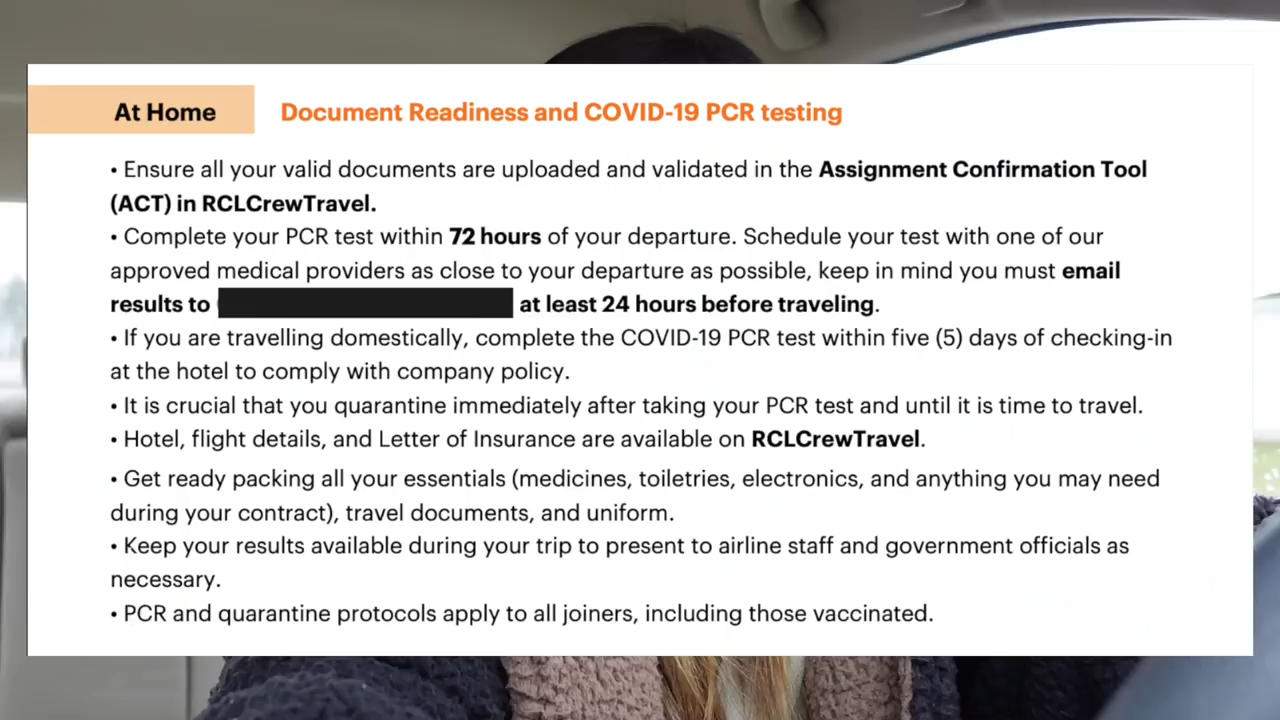 At Home
Document Readiness and COVID-19 PCR testing
• Ensure all your valid documents are uploaded and validated in the Assignment Confirmation Tool
(ACT) in RCLCrewTravel.
• Complete your PCR test within 72 hours of your departure. Schedule your test with one of our
approved medical providers as close to your departure as possible, keep in mind you must email
results to at least 24 hours before traveling.
• If you are travelling domestically, complete the COVID-19 PCR test within five (5) days of checking-in
at the hotel to comply with company policy.
• It is crucial that you quarantine immediately after taking your PCR test and until it is time to travel.
• Hotel, flight details, and Letter of Insurance are available on RCLCrewTravel.
• Get ready packing all your essentials (medicines, toiletries, electronics, and anything you may need
during your contract), travel documents, and uniform.
• Keep your results available during your trip to present to airline staff and government officials as
necessary.
• PCR and quarantine protocols apply to all joiners, including those vaccinated.